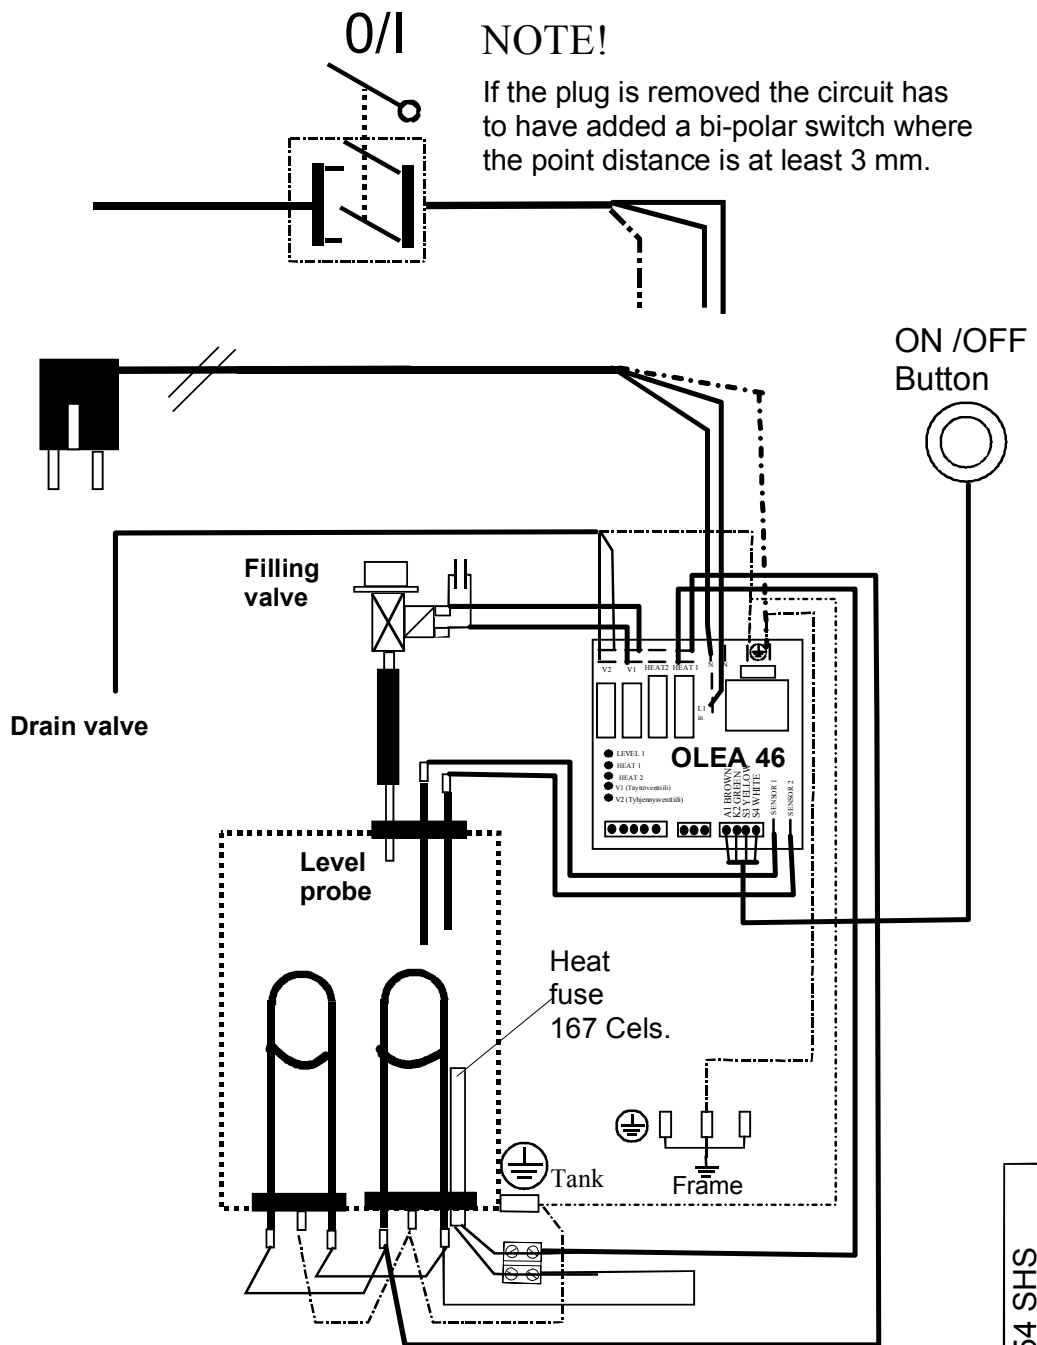 0/I
NOTE!
If the plug is removed the circuit has
to have added a bi-polar switch where
the point distance is at least 3 mm.
ON /OFF
Button
Filling
valve
Drain valve
V2 V1 HEAT2 HEAT 1 N
L1
in
OLEA 46
LEVEL 1
HEAT 1
HEAT 2
V1 (Täyttöventtiili)
V2 (Tyhjennysventtiili)
A1 BROWN
K2 GREEN
S3 YELLOW
S4 WHITE
SENSOR 1
SENSOR 2
Level
probe
Heat
fuse
167 Cels.
Tank
Frame
54 SHS